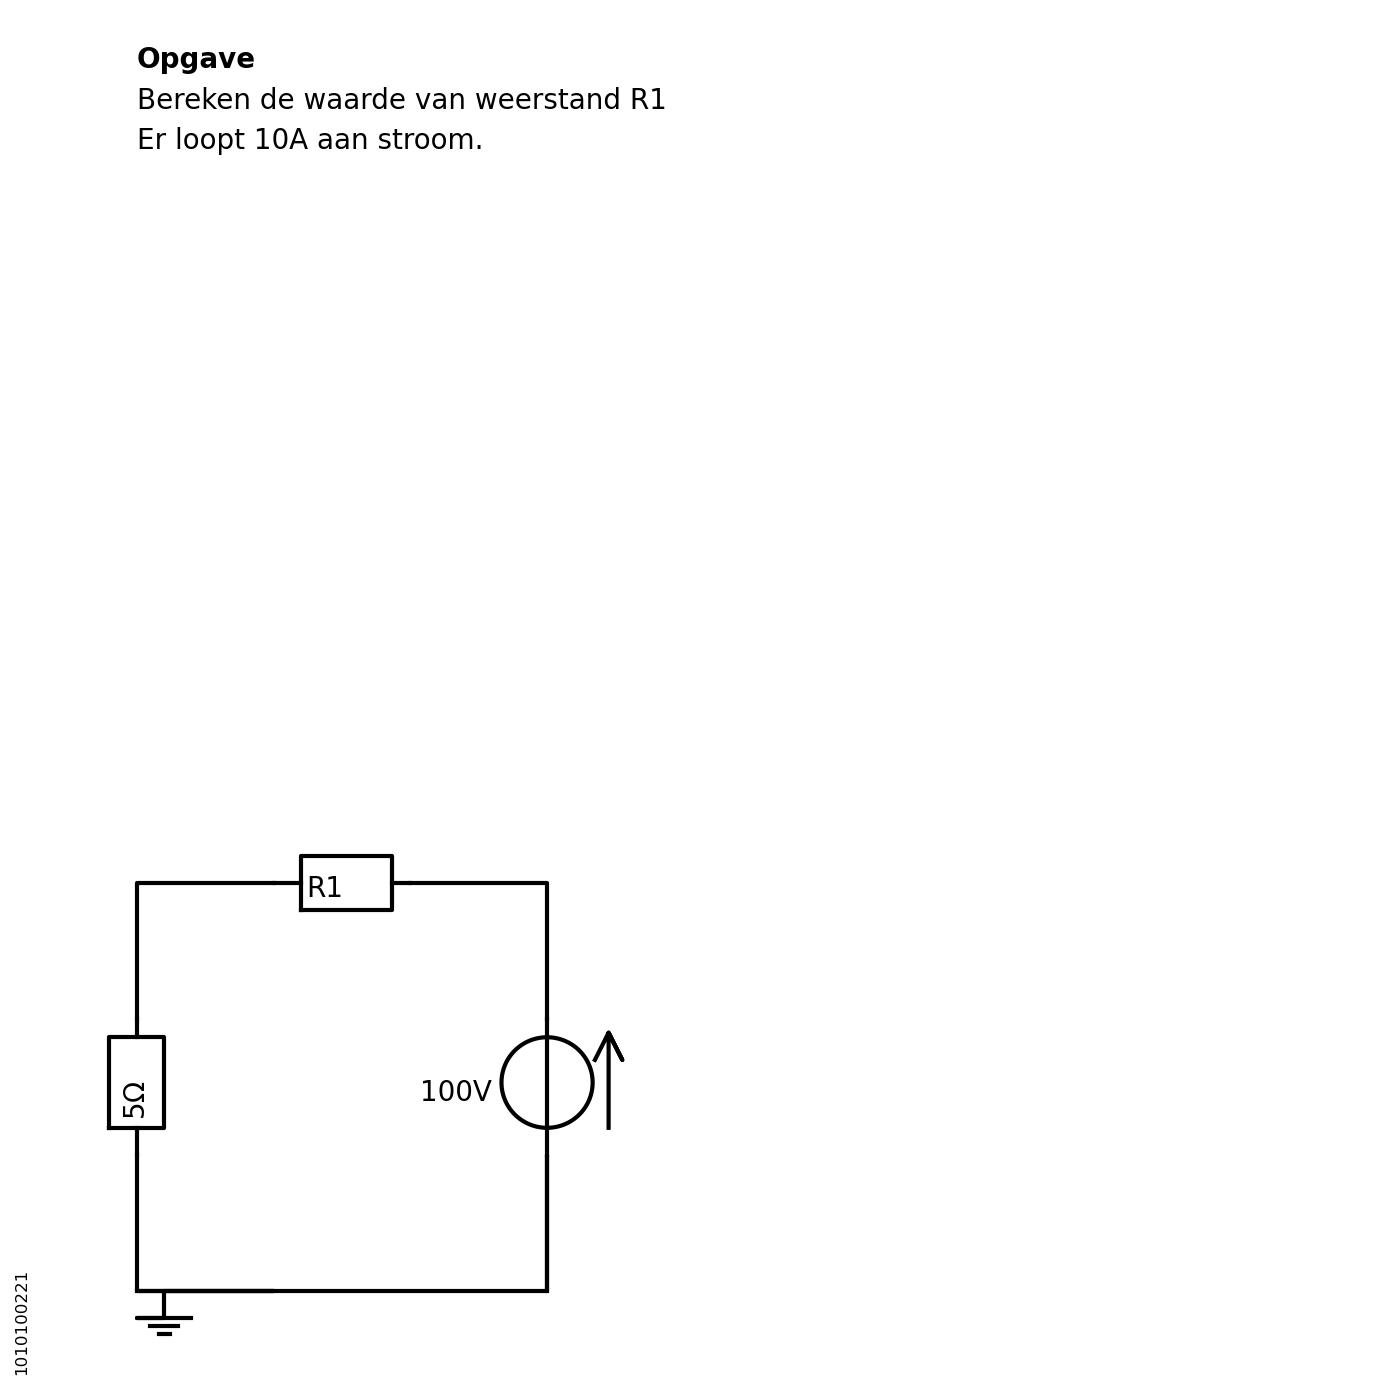 Opgave
Bereken de waarde van weerstand R1
Er loopt 10A aan stroom.
R1
5Ω
100V
1010100221